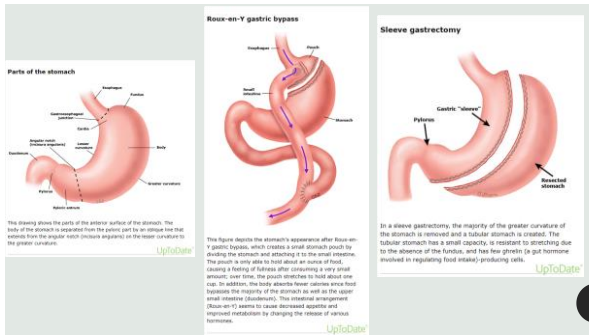 Parts of the stomach
Esophagus
Fundus
Gastroesophageal
junction
Cardia
Angular notch
(incisura angularis)
Lesser
curvature
Body
Duodenum
Pylorus
Pyloric antrum
Greater curvature
This drawing shows the parts of the anterior surface of the stomach. The
body of the stomach is separated from the pyloric part by an oblique line that
extends from the angular notch (incisura angularis) on the lesser curvature to
the greater curvature.
UpToDate®
Roux-en-Y gastric bypass
Esophagus
Pouch
Small
intestine
Stomach
This figure depicts the stomach's appearance after Roux-en-
Y gastric bypass, which creates a small stomach pouch by
dividing the stomach and attaching it to the small intestine.
The pouch is only able to hold about an ounce of food,
causing a feeling of fullness after consuming a very small
amount; over time, the pouch stretches to hold about one
cup. In addition, the body absorbs fewer calories since food
bypasses the majority of the stomach as well as the upper
small intestine (duodenum). This intestinal arrangement
(Roux-en-Y) seems to cause decreased appetite and
improved metabolism by changing the release of various
hormones.
UpToDate®
Sleeve gastrectomy
Gastric "sleeve"
Pylorus
Resected
stomach
In a sleeve gastrectomy, the majority of the greater curvature of
the stomach is removed and a tubular stomach is created. The
tubular stomach has a small capacity, is resistant to stretching due
to the absence of the fundus, and has few ghrelin (a gut hormone
involved in regulating food intake)-producing cells.
UpToDate®